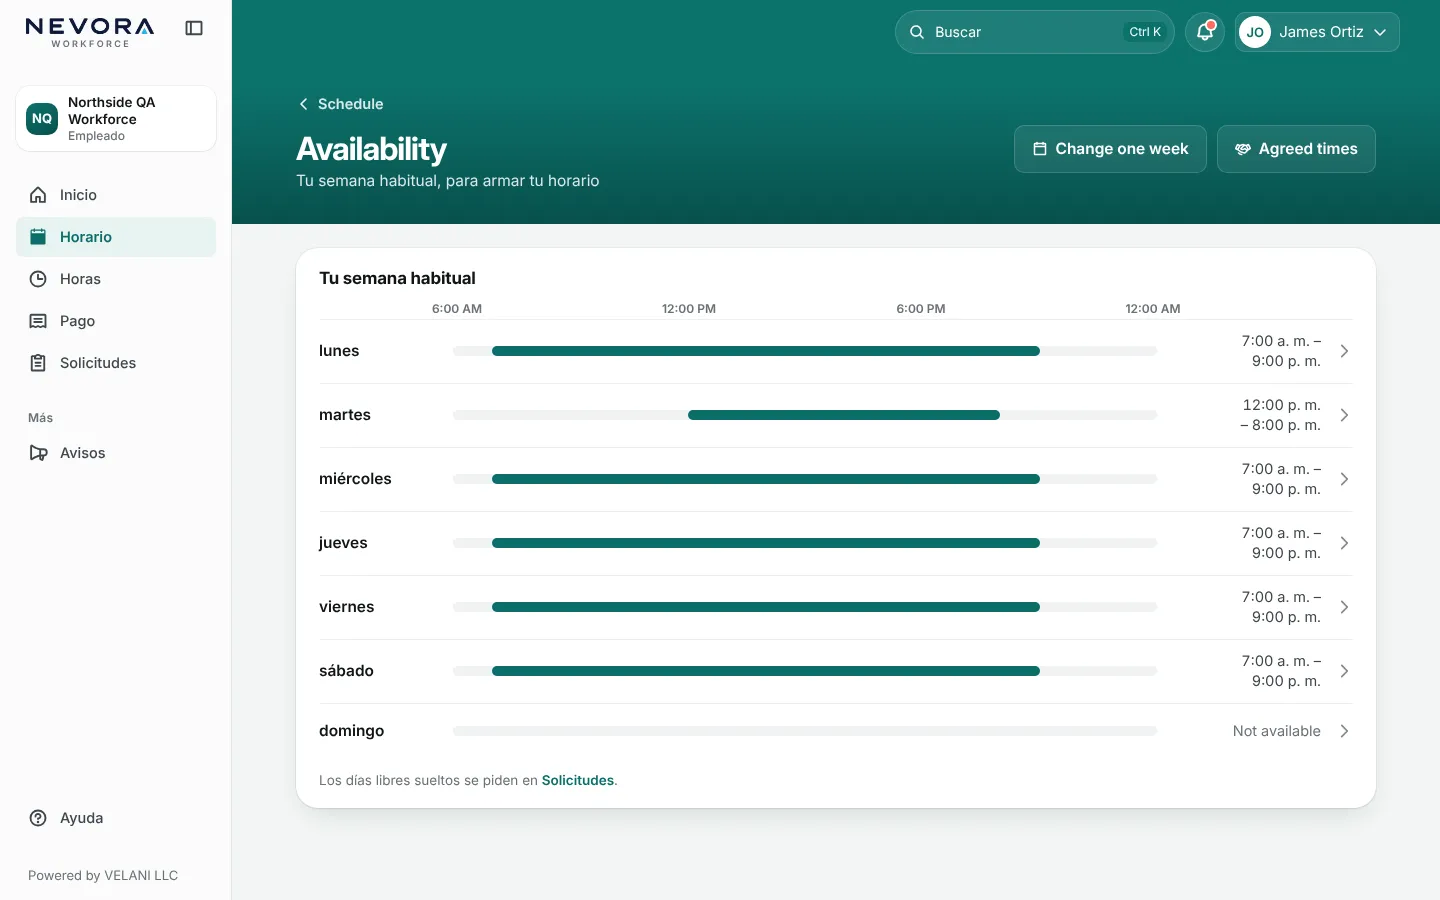 NEVORA
WORKFORCE
Buscar
Ctrl K
JO
James Ortiz
NQ
Northside QA
Workforce
Empleado
Inicio
Horario
Horas
Pago
Solicitudes
Más
Avisos
Ayuda
Powered by VELANI LLC
Schedule
Availability
Tu semana habitual, para armar tu horario
Change one week
Agreed times
Tu semana habitual
6:00 AM 12:00 PM 6:00 PM 12:00 AM
lunes
7:00 a. m. –
9:00 p. m.
martes
12:00 p. m.
– 8:00 p. m.
miércoles
7:00 a. m. –
9:00 p. m.
jueves
7:00 a. m. –
9:00 p. m.
viernes
7:00 a. m. –
9:00 p. m.
sábado
7:00 a. m. –
9:00 p. m.
domingo
Not available
Los días libres sueltos se piden en Solicitudes.